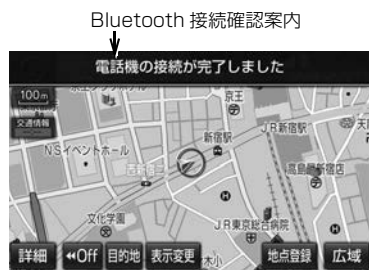 Bluetooth 接続確認案内
電話機の接続が完了しました
100m
交通情報
京王
新宿駅
JR新宿駅
NSイベントホール
高島屋新宿店
文化学園
JR東京総合病院
詳細
◀◀Off
目的地
表示変更
地点登録
広域